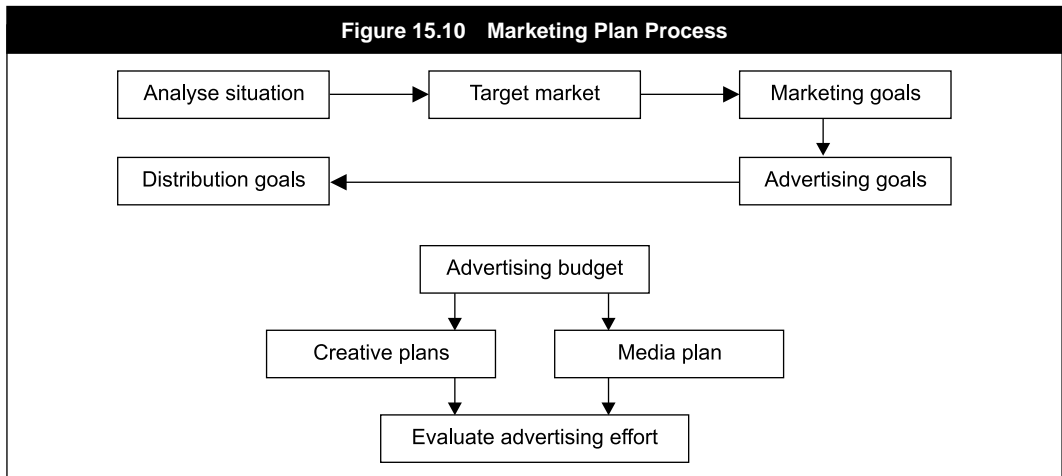 Figure 15.10 Marketing Plan Process
Analyse situation
Target market
Marketing goals
Distribution goals
Advertising goals
Advertising budget
Creative plans
Media plan
Evaluate advertising effort